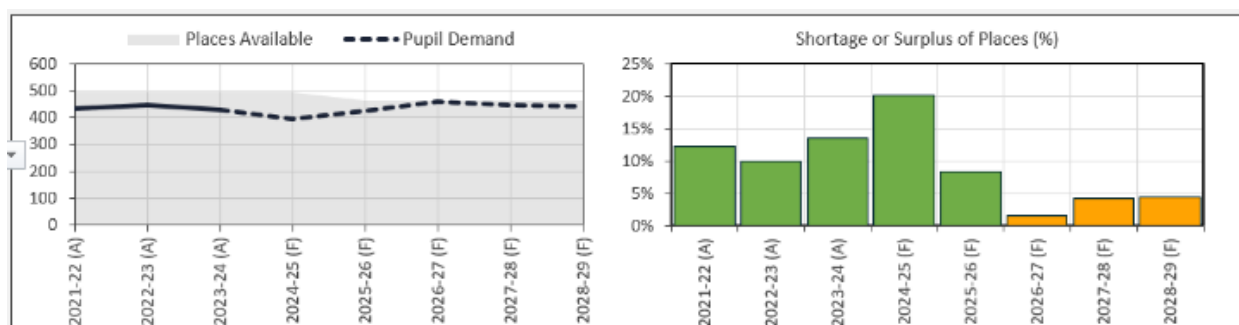 Places Available
Pupil Demand
600
500
400
300
200
100
0
2021-22 (A)
2022-23 (A)
2023-24 (A)
2024-25 (F)
2025-26 (F)
2026-27 (F)
2027-28 (F)
2028-29 (F)
Shortage or Surplus of Places (%)
25%
20%
15%
10%
5%
0%
2021-22 (A)
2022-23 (A)
2023-24 (A)
2024-25 (F)
2025-26 (F)
2026-27 (F)
2027-28 (F)
2028-29 (F)